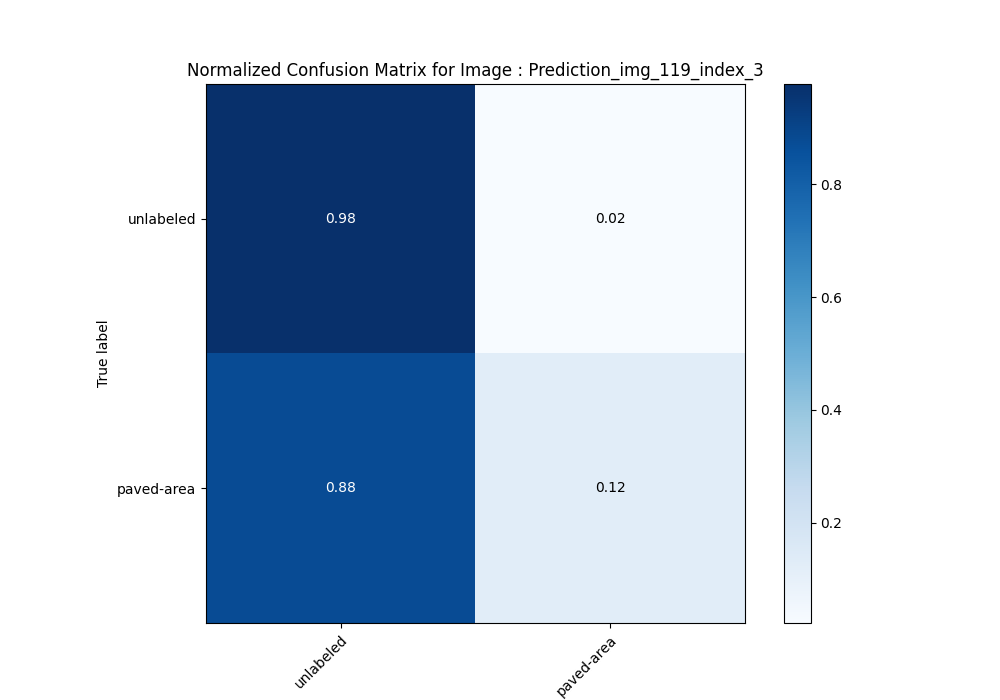 Normalized Confusion Matrix for Image : Prediction_img_119_index_3
True label
unlabeled
0.98
0.02
paved-area
0.88
0.12
unlabeled
paved-area
0.8
0.6
0.4
0.2